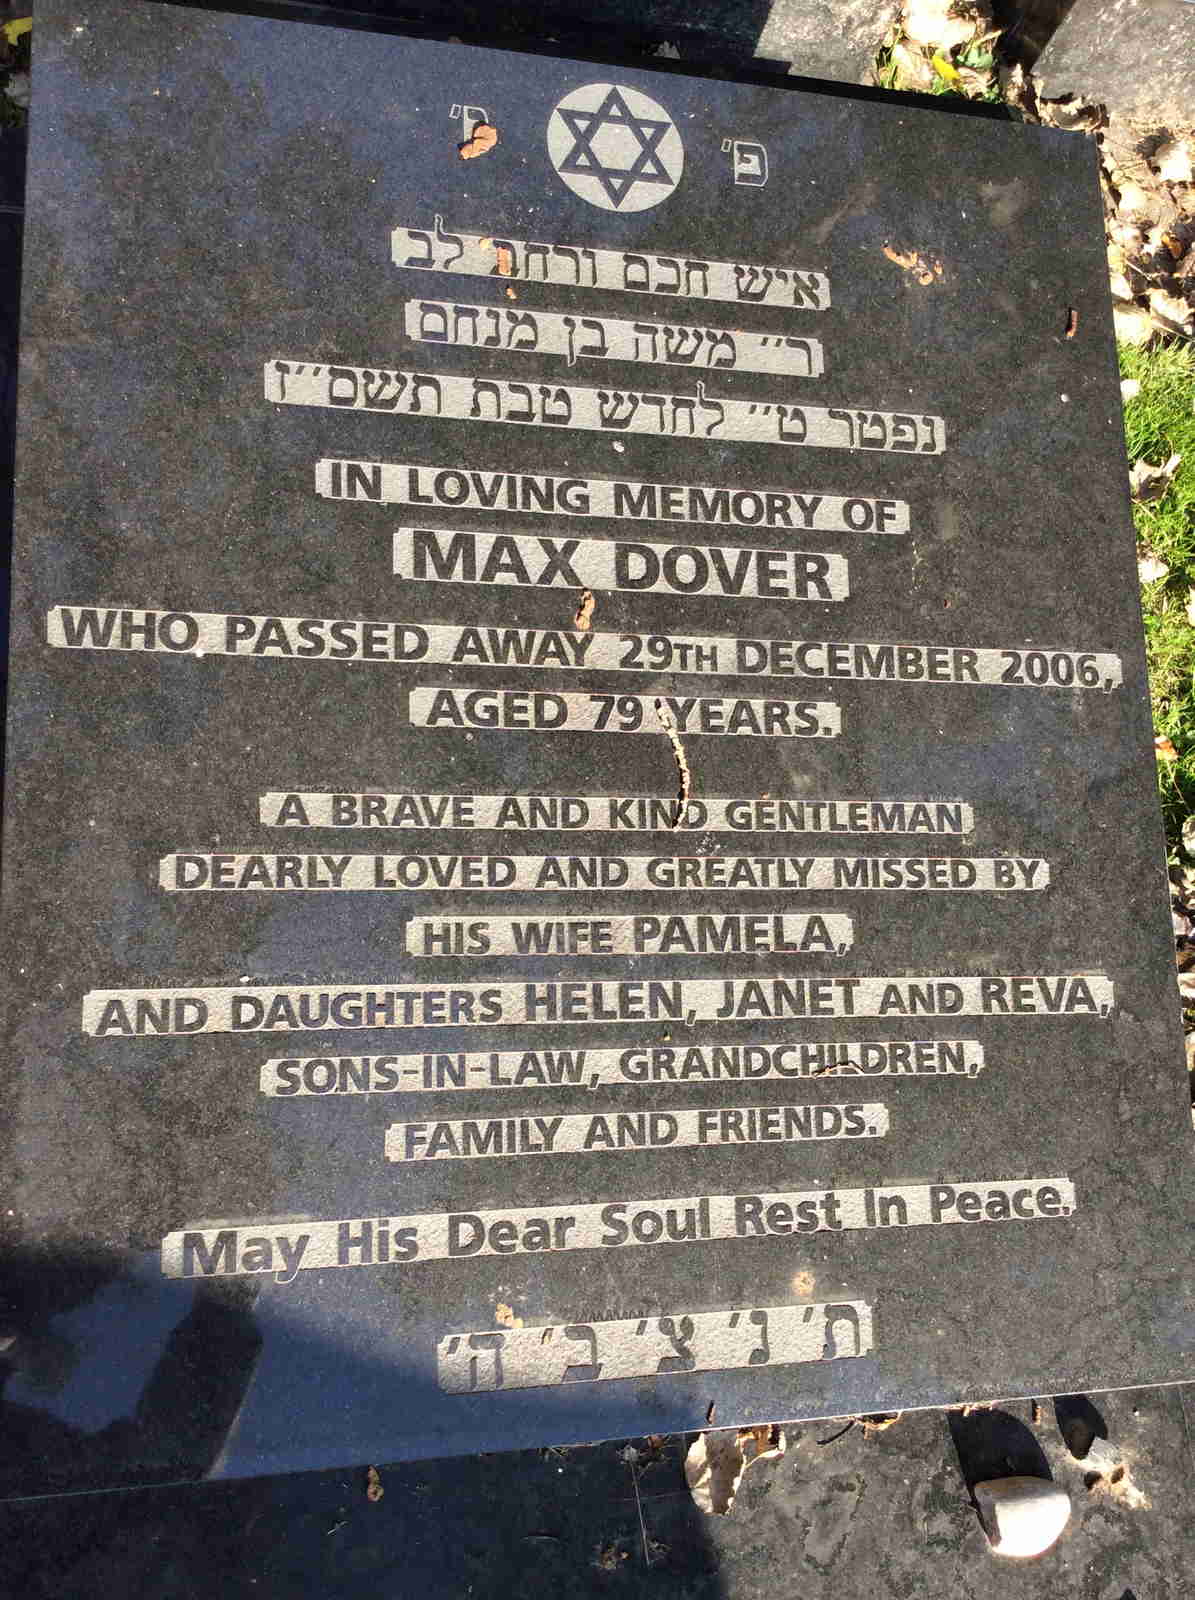 פ'
איש חכם ורחב לב
ר'' משה בן מנחם
נפטר ט'' לחדש טבת תשס''ז
IN LOVING MEMORY OF
MAX DOVER
WHO PASSED AWAY 29TH DECEMBER 2006,
AGED 79 YEARS.
A BRAVE AND KIND GENTLEMAN
DEARLY LOVED AND GREATLY MISSED BY
HIS WIFE PAMELA,
AND DAUGHTERS HELEN, JANET AND REVA,
SONS-IN-LAW, GRANDCHILDREN,
FAMILY AND FRIENDS.
May His Dear Soul Rest In Peace.
ת' נ' צ' ב' ה'